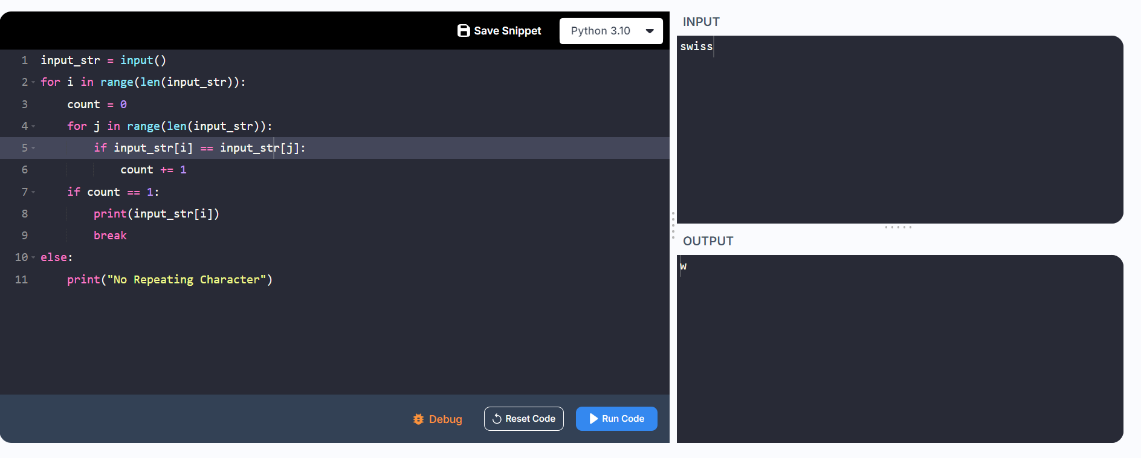 Save Snippet
Python 3.10
1 input_str = input()
2 for i in range(len(input_str)):
3     count = 0
4     for j in range(len(input_str)):
5         if input_str[i] == input_str[j]:
6             count += 1
7     if count == 1:
8         print(input_str[i])
9         break
10 else:
11     print("No Repeating Character")
Debug
Reset Code
Run Code
INPUT
swiss
OUTPUT
w